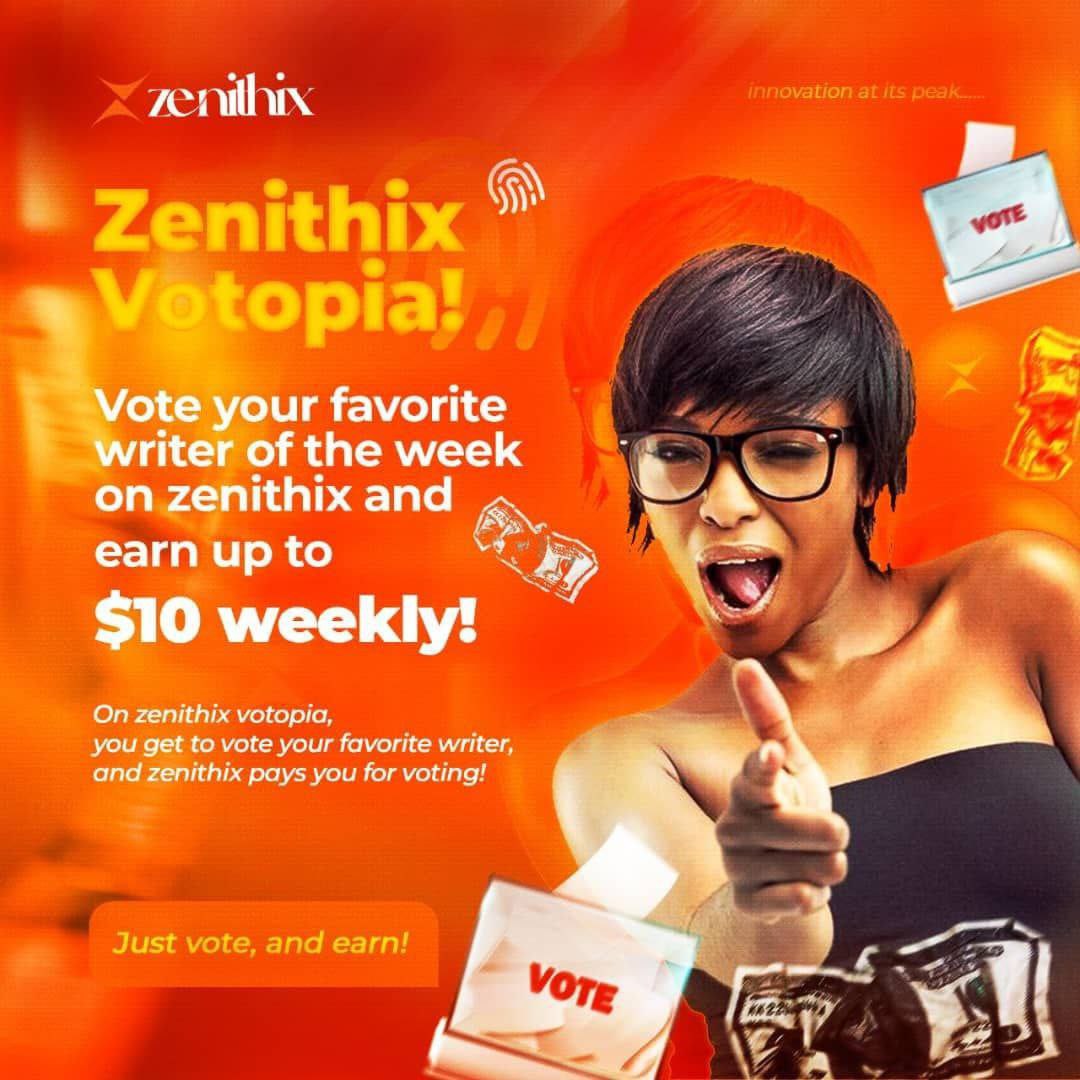 zenithix
innovation at its peak......
Zenithix
Votopia!
Vote your favorite
writer of the week
on zenithix and
earn up to
$10 weekly!
On zenithix votopia,
you get to vote your favorite writer,
and zenithix pays you for voting!
Just vote, and earn!
VOTE
VOTE